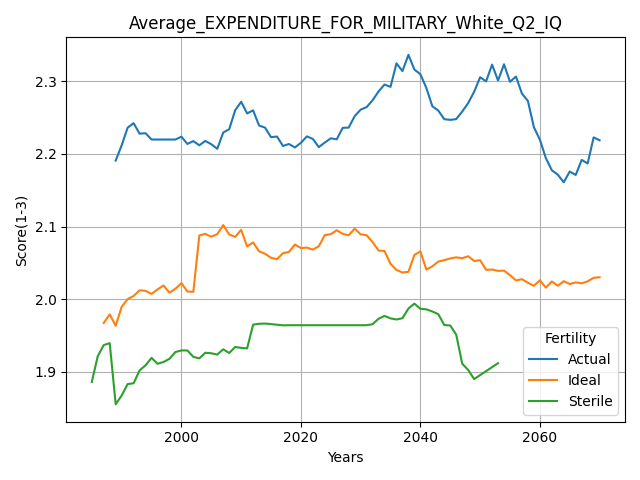 Average_EXPENDITURE_FOR_MILITARY_White_Q2_IQ
Score(1-3)
2.3
2.2
2.1
2.0
1.9
2000
2020
2040
2060
Years
Fertility
Actual
Ideal
Sterile